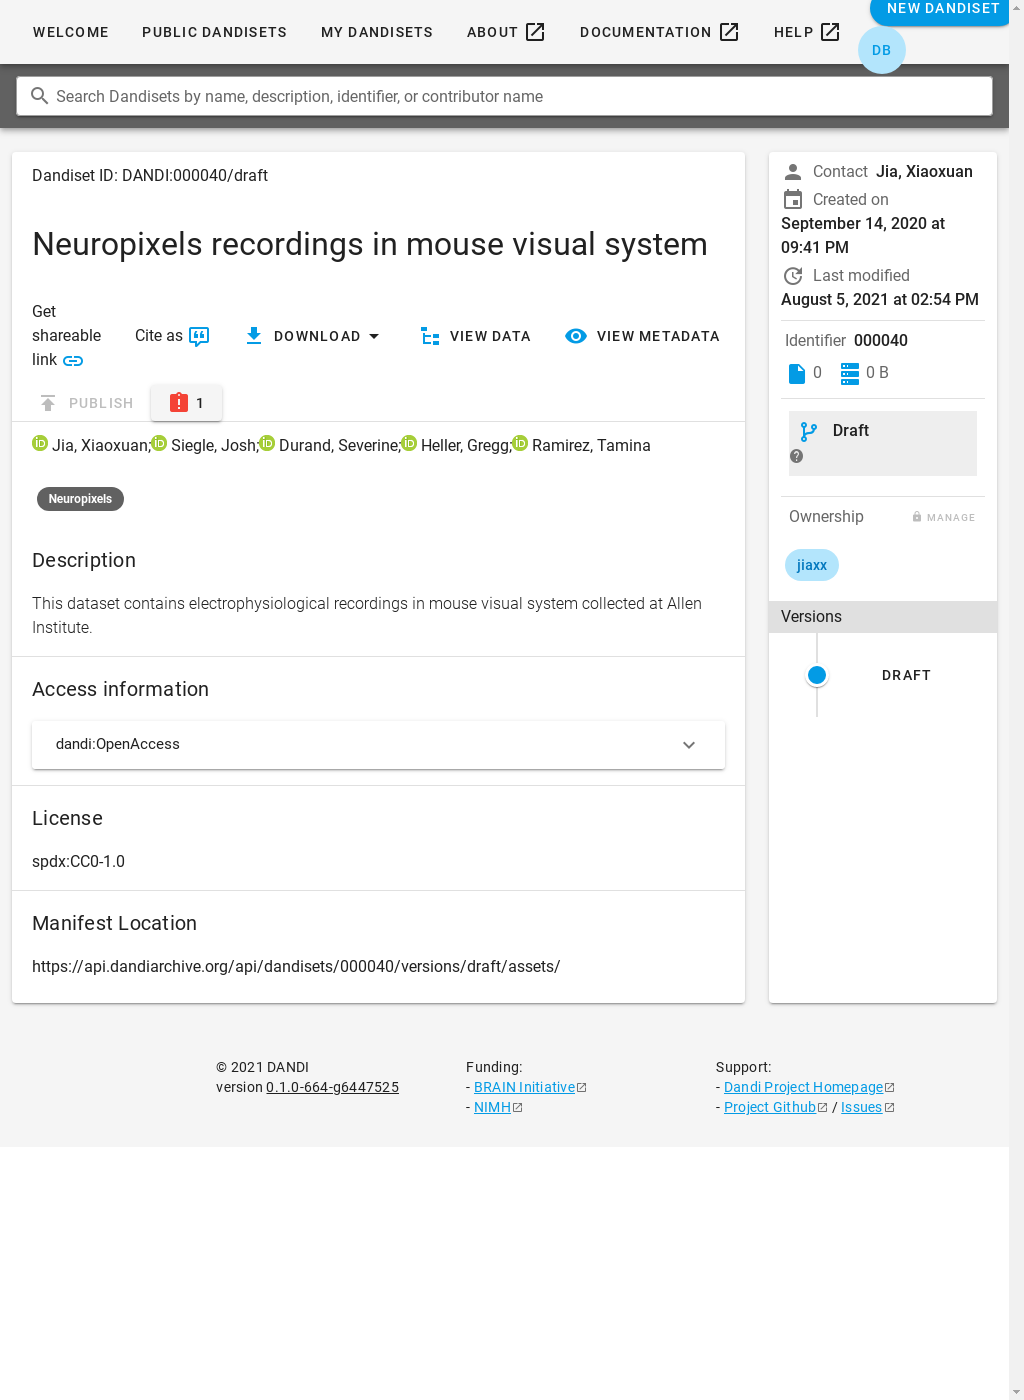 WELCOME PUBLIC DANDISETS MY DANDISETS ABOUT DOCUMENTATION HELP NEW DANDISET
DB
Search Dandisets by name, description, identifier, or contributor name
Dandiset ID: DANDI:000040/draft
Neuropixels recordings in mouse visual system
Get
shareable
link
Cite as
DOWNLOAD
VIEW DATA
VIEW METADATA
PUBLISH
1
iD Jia, Xiaoxuan;iD Siegle, Josh;iD Durand, Severine;iD Heller, Gregg;iD Ramirez, Tamina
Neuropixels
Description
This dataset contains electrophysiological recordings in mouse visual system collected at Allen
Institute.
Access information
dandi:OpenAccess
License
spdx:CC0-1.0
Manifest Location
https://api.dandiarchive.org/api/dandisets/000040/versions/draft/assets/
Contact Jia, Xiaoxuan
Created on
September 14, 2020 at
09:41 PM
Last modified
August 5, 2021 at 02:54 PM
Identifier 000040
0 0 B
Draft
Ownership MANAGE
jiaxx
Versions
DRAFT
© 2021 DANDI
version 0.1.0-664-g6447525
Funding:
- BRAIN Initiative
- NIMH
Support:
- Dandi Project Homepage
- Project Github / Issues